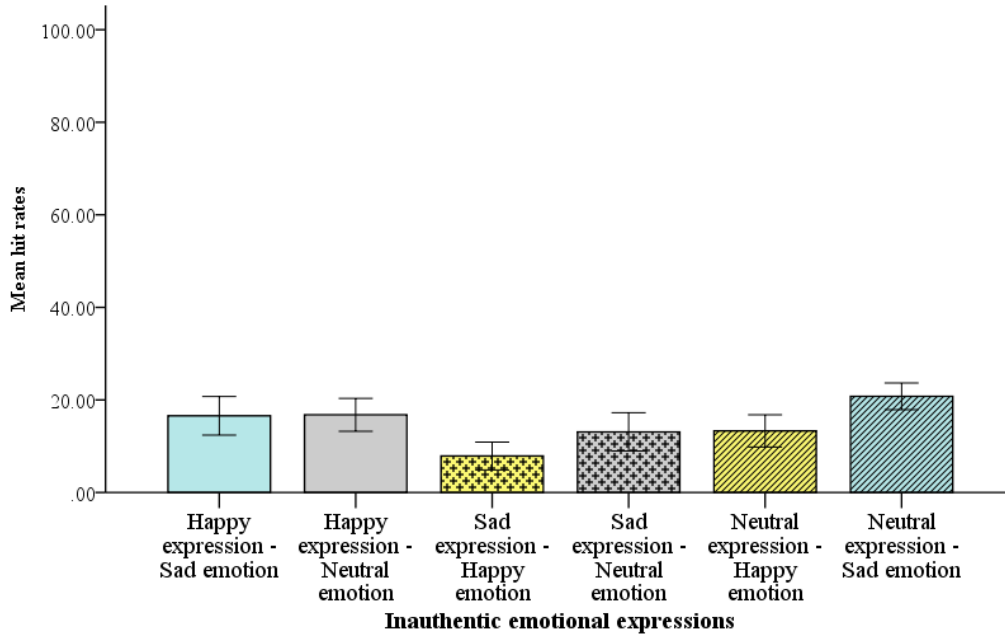 100.00
80.00
60.00
40.00
20.00
.00
Mean hit rates
Happy
expression -
Sad emotion
Happy
expression -
Neutral
emotion
Sad
expression -
Happy
emotion
Sad
expression -
Neutral
emotion
Neutral
expression -
Happy
emotion
Neutral
expression -
Sad emotion
Inauthentic emotional expressions